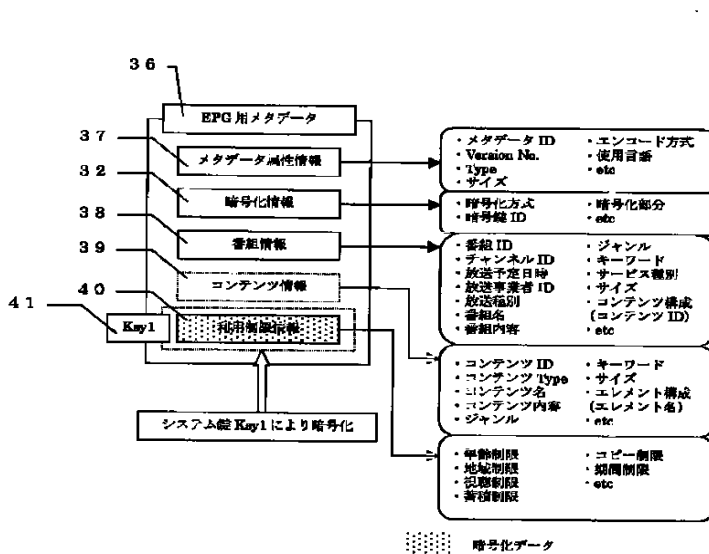 36
EPG用メタデータ
37
メタデータ属性情報
・メタデータID ・エンコード方式
・Version No. ・使用言語
・Type ・etc
・サイズ
32
暗号化情報
・暗号化方式 ・暗号化部分
・暗号鍵ID ・etc
38
番組情報
・番組ID ・ジャンル
・チャンネルID ・キーワード
・放送予定日時 ・サービス種別
・放送事業者ID ・サイズ
・放送種別 ・コンテンツ構成
・番組名 (コンテンツID)
・番組内容 ・etc
39
コンテンツ情報
・コンテンツID ・キーワード
・コンテンツType ・サイズ
・コンテンツ名 ・エレメント構成
・コンテンツ内容 (エレメント名)
・ジャンル ・etc
40
41
Key1
利用制限情報
システム鍵Key1により暗号化
・年齢制限 ・コピー制限
・地域制限 ・期間制限
・視聴制限 ・etc
・蓄積制限
暗号化データ